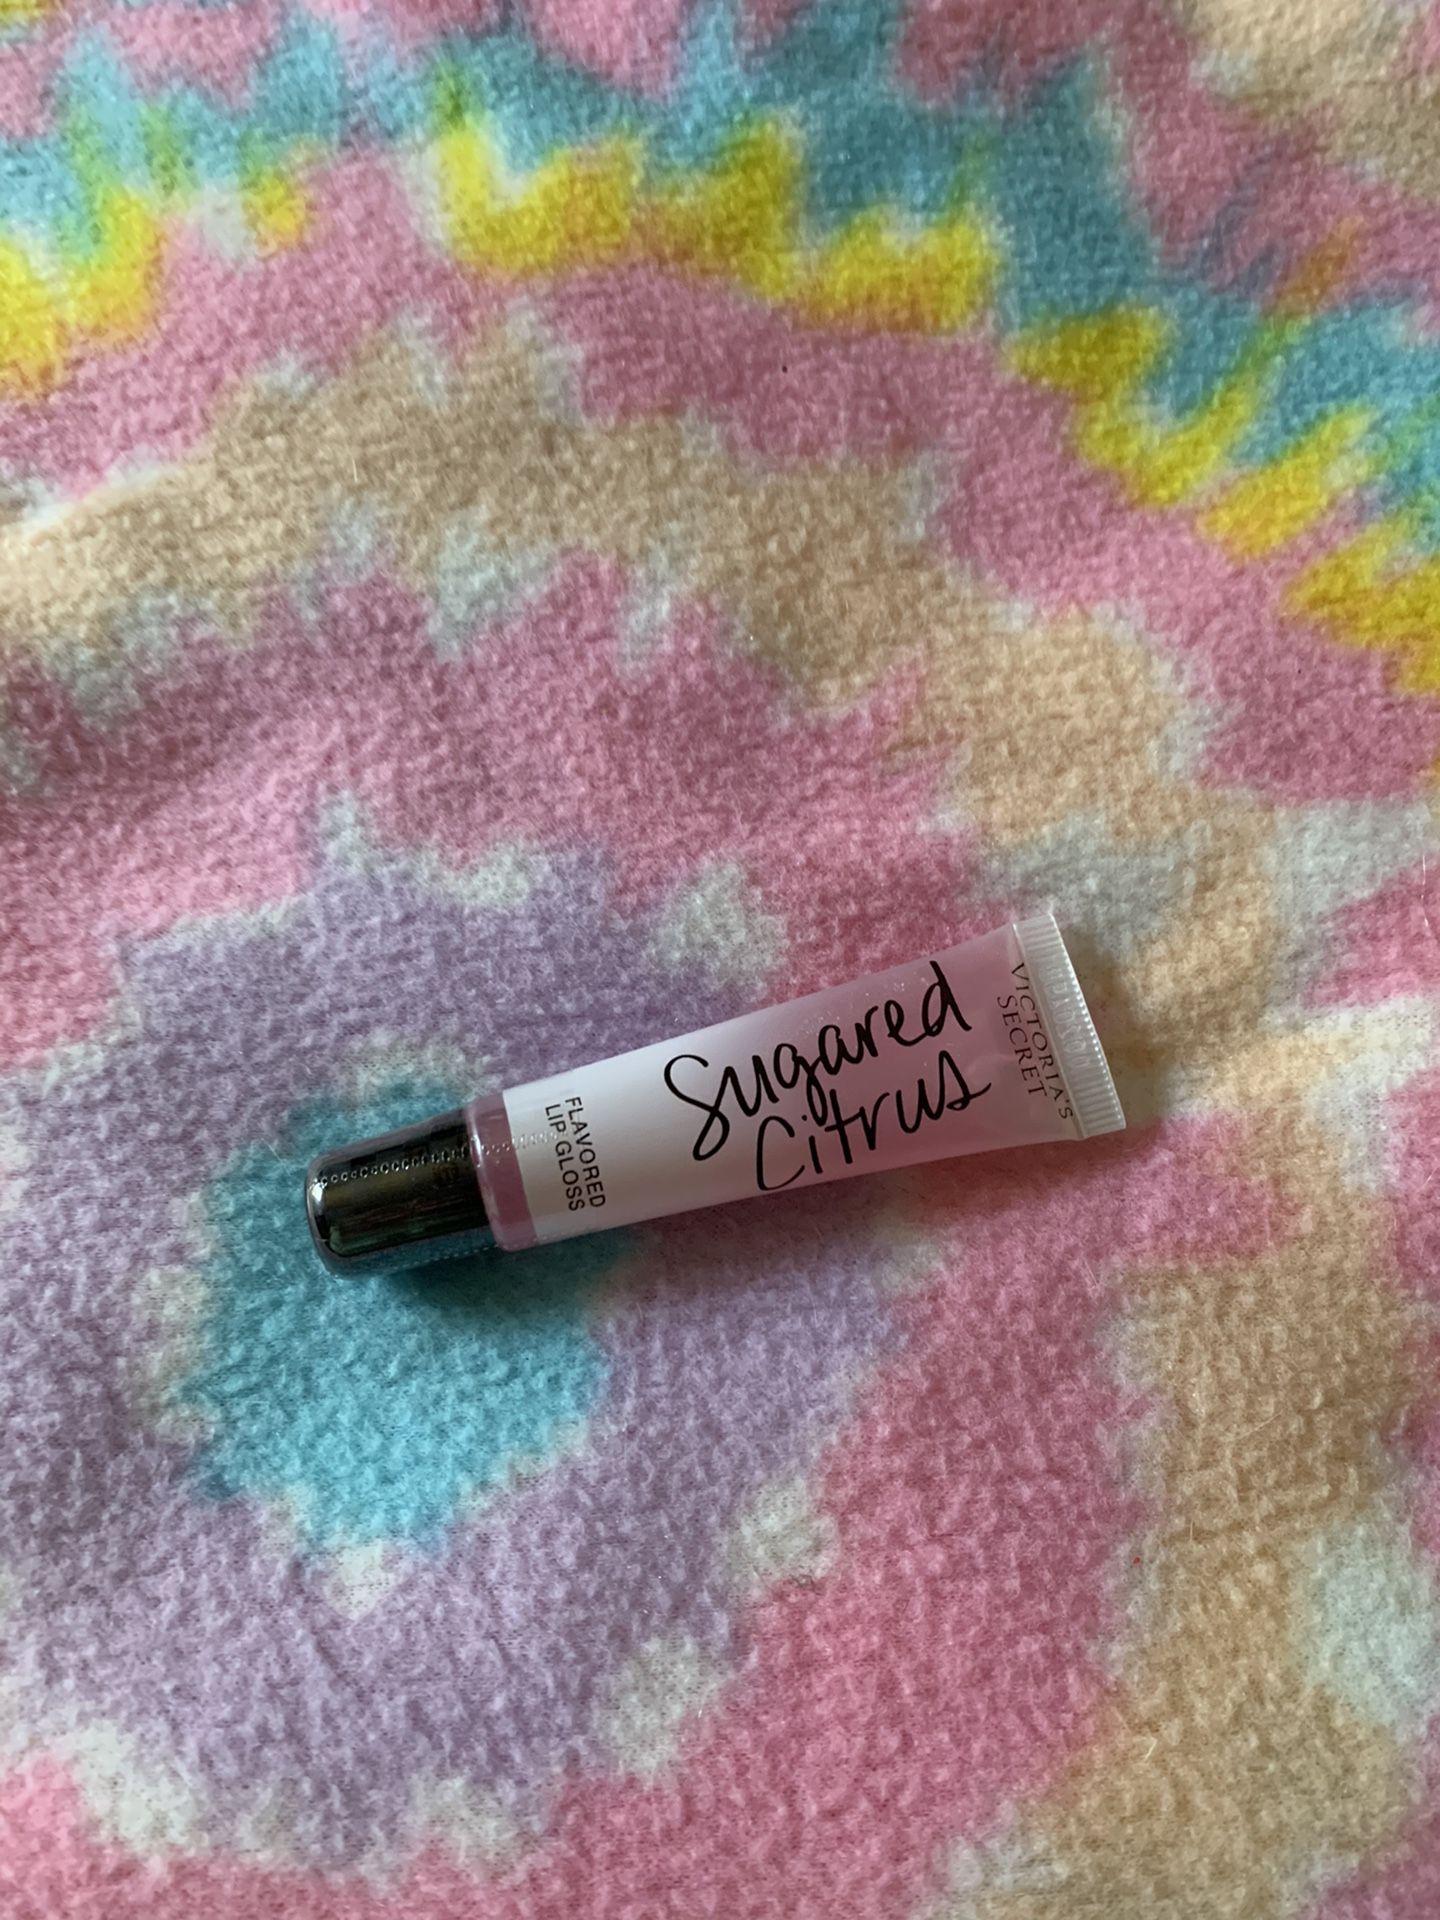 Sugared
Citrus
FLAVORED
LIP GLOSS
VICTORIA'S
SECRET